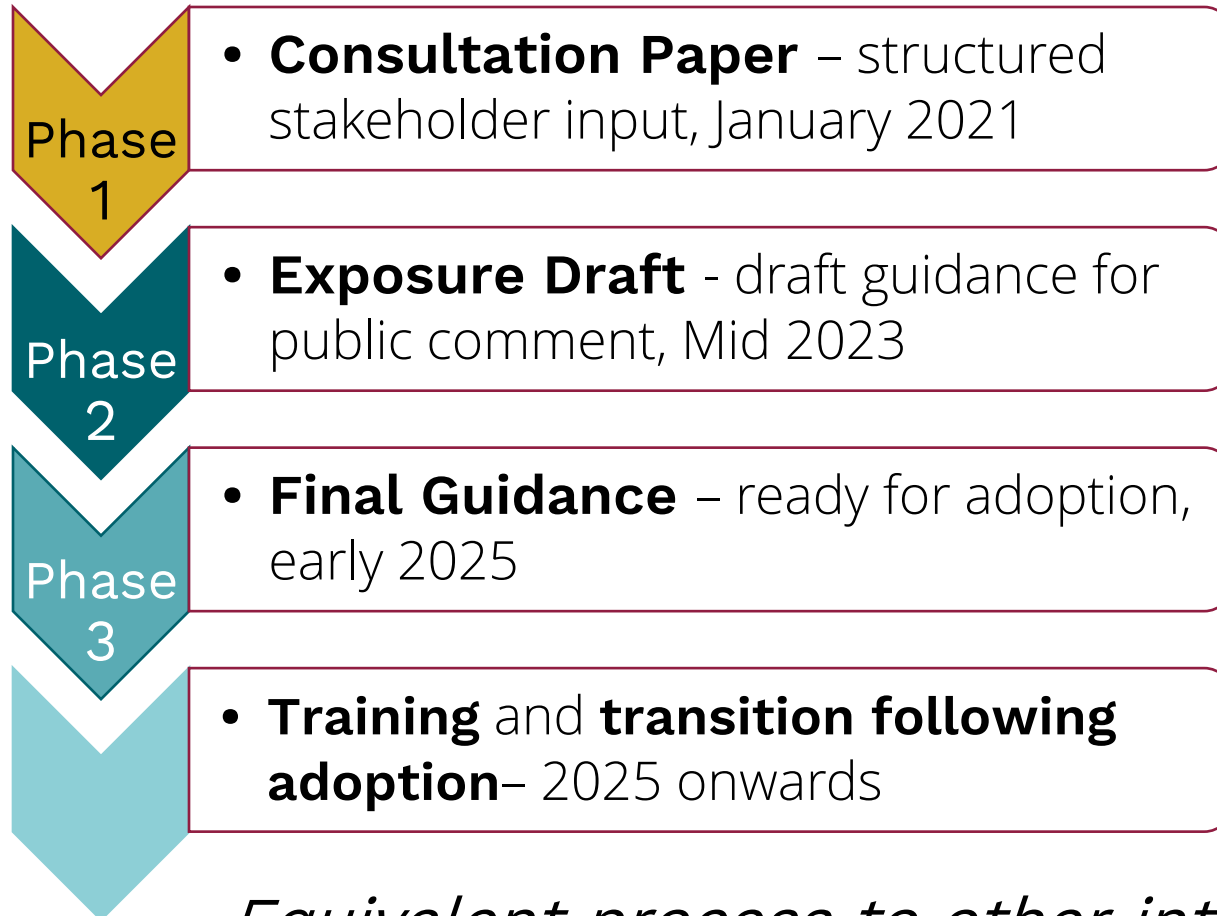 Phase
1
• Consultation Paper – structured
stakeholder input, January 2021
Phase
2
• Exposure Draft - draft guidance for
public comment, Mid 2023
Phase
3
• Final Guidance – ready for adoption,
early 2025
• Training and transition following
adoption– 2025 onwards
Equivalent process to other